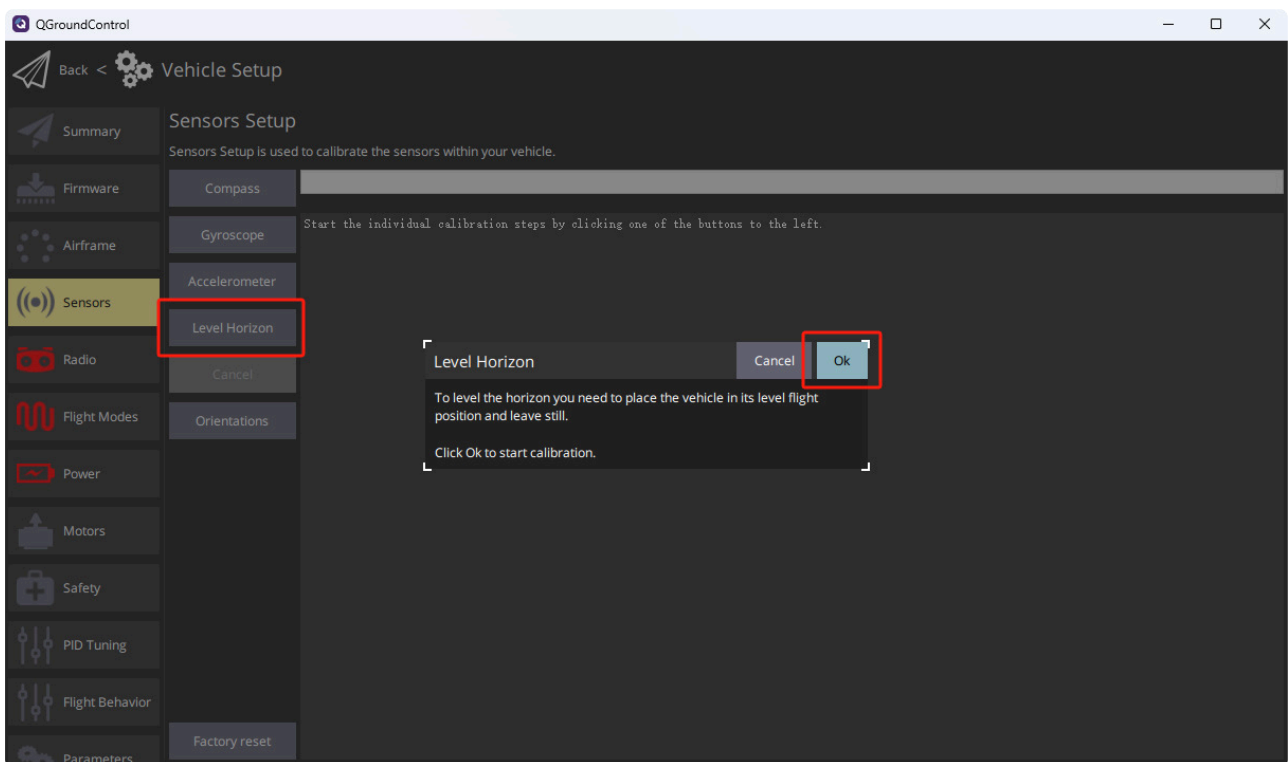 QGroundControl
Back < Vehicle Setup
Summary
Firmware
Airframe
Sensors
Radio
Flight Modes
Power
Motors
Safety
PID Tuning
Flight Behavior
Parameters
Sensors Setup
Sensors Setup is used to calibrate the sensors within your vehicle.
Compass
Gyroscope
Accelerometer
Level Horizon
Cancel
Orientations
Factory reset
Start the individual calibration steps by clicking one of the buttons to the left.
Level Horizon
Cancel
Ok
To level the horizon you need to place the vehicle in its level flight
position and leave still.
Click Ok to start calibration.